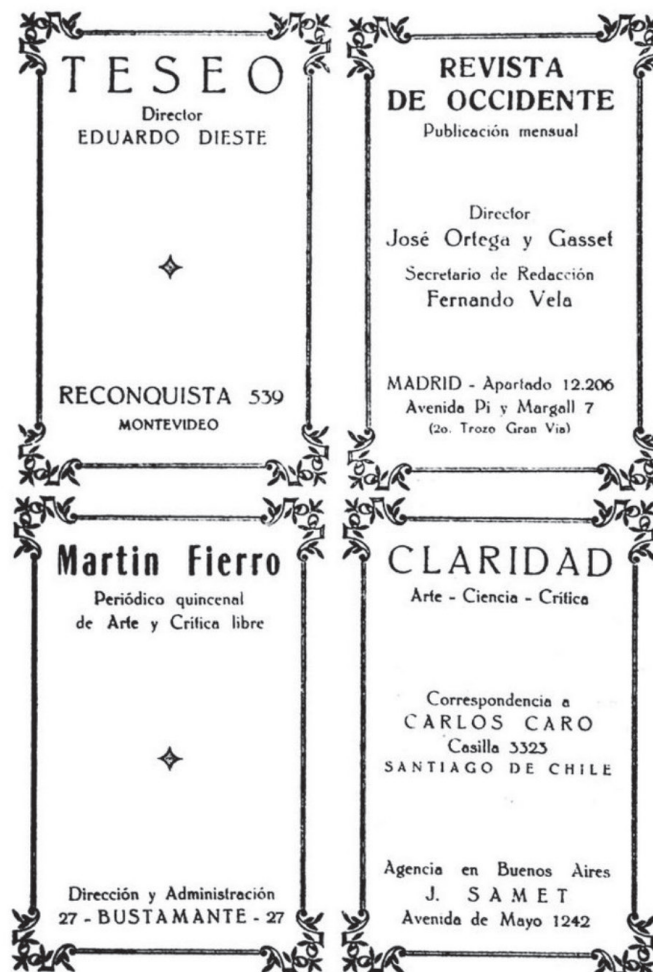 TESEO
Director
EDUARDO DIESTE
RECONQUISTA 539
MONTEVIDEO
REVISTA
DE OCCIDENTE
Publicación mensual
Director
José Ortega y Gasset
Secretario de Redacción
Fernando Vela
MADRID - Apartado 12.206
Avenida Pi y Margall 7
(2o. Trozo Gran Via)
Martin Fierro
Periódico quincenal
de Arte y Crítica libre
Dirección y Administración
27 - BUSTAMANTE - 27
CLARIDAD
Arte - Ciencia - Crítica
Correspondencia a
CARLOS CARO
Casilla 3323
SANTIAGO DE CHILE
Agencia en Buenos Aires
J. SAMET
Avenida de Mayo 1242